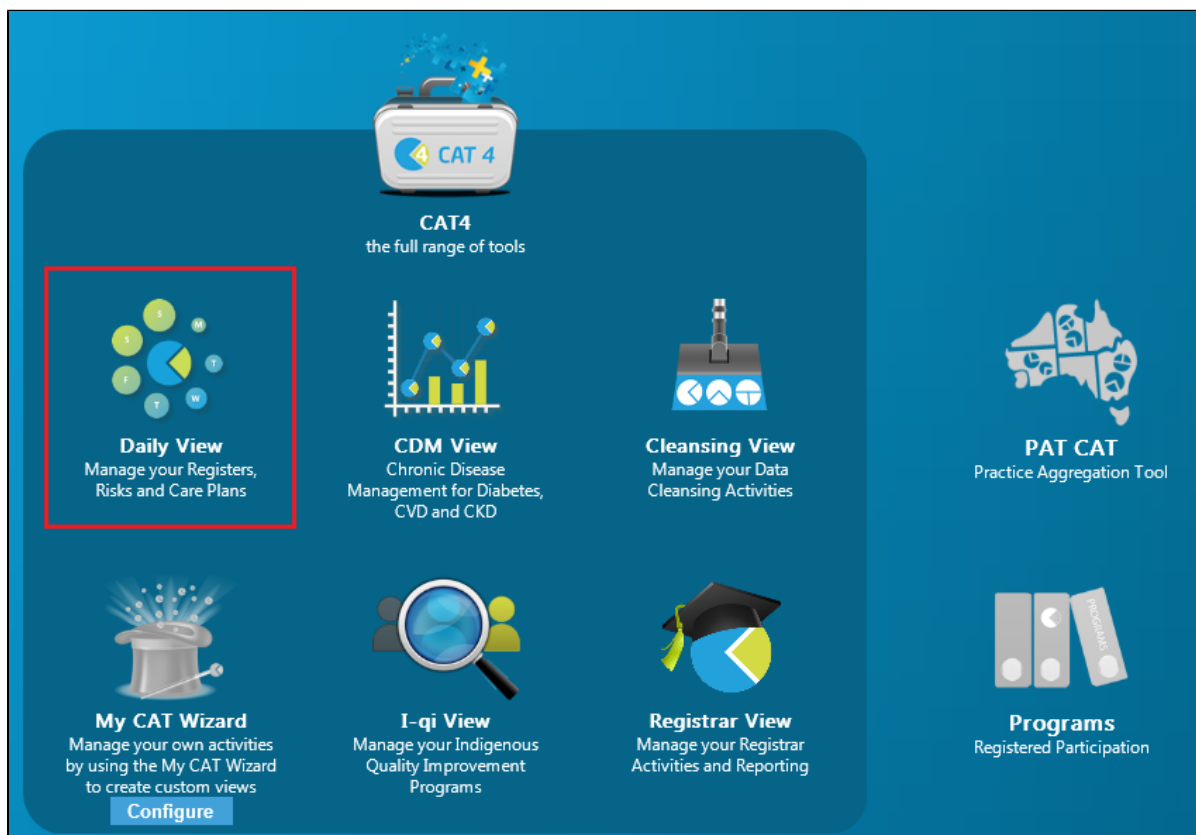 4 CAT 4
CAT4
the full range of tools
S
M
T
W
T
F
S
Daily View
Manage your Registers,
Risks and Care Plans
CDM View
Chronic Disease
Management for Diabetes,
CVD and CKD
Cleansing View
Manage your Data
Cleansing Activities
PAT CAT
Practice Aggregation Tool
My CAT Wizard
Manage your own activities
by using the My CAT Wizard
to create custom views
Configure
I-qi View
Manage your Indigenous
Quality Improvement
Programs
Registrar View
Manage your Registrar
Activities and Reporting
PROGRAMS
Programs
Registered Participation